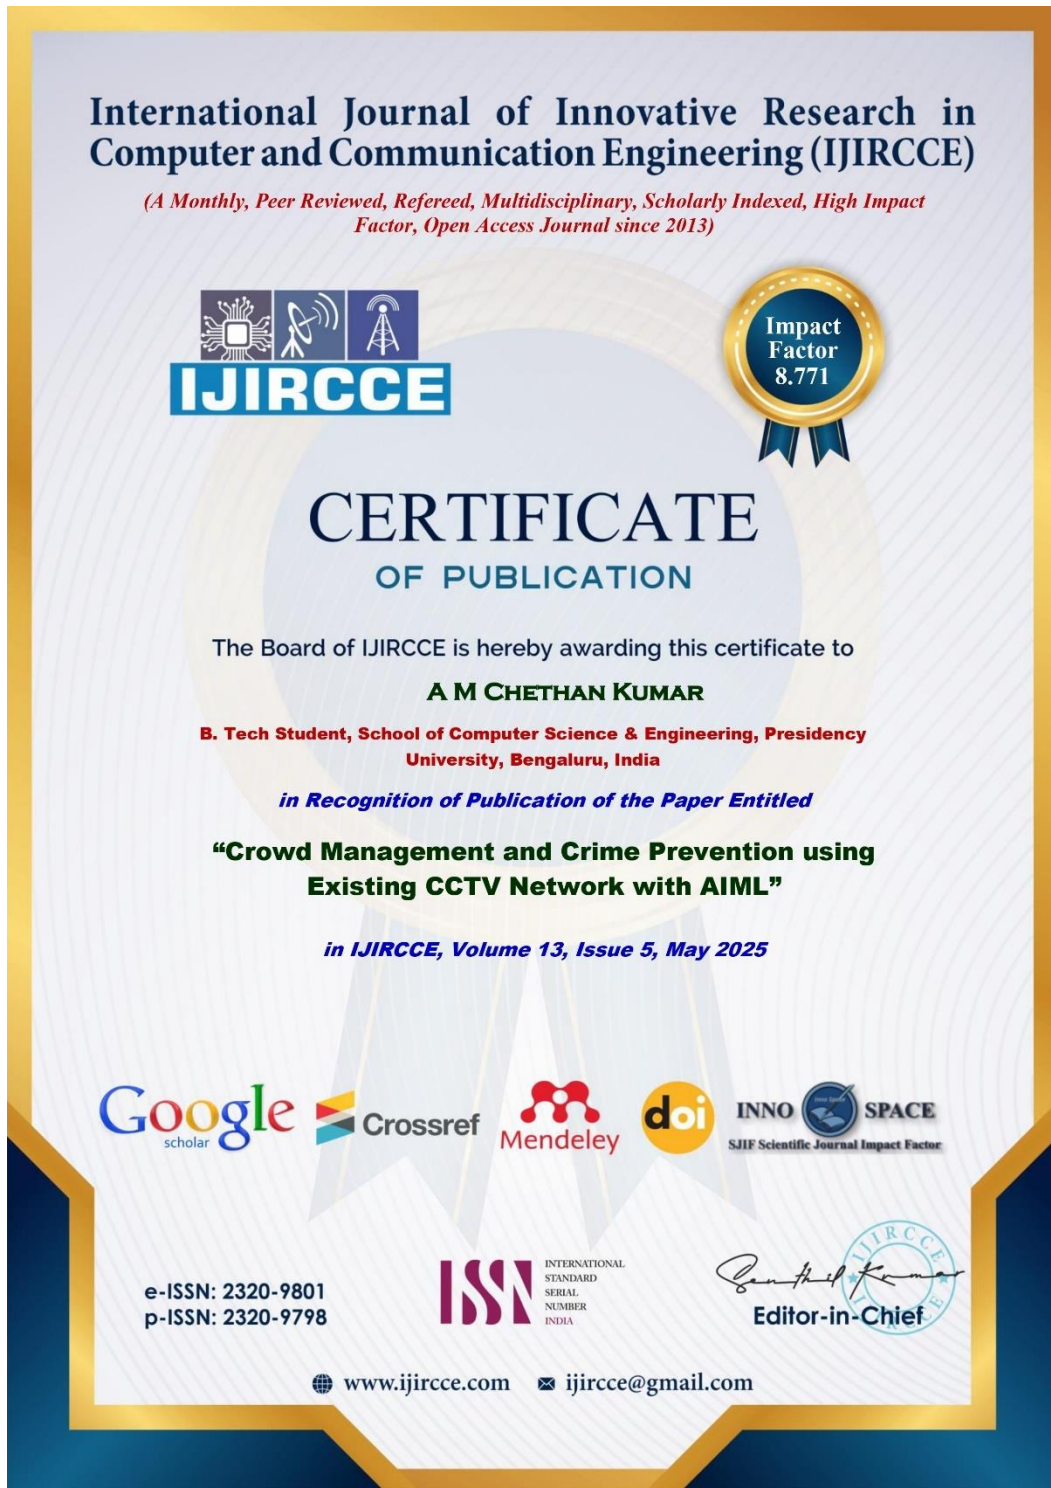 International Journal of Innovative Research in
Computer and Communication Engineering (IJIRCCE)
(A Monthly, Peer Reviewed, Refereed, Multidisciplinary, Scholarly Indexed, High Impact
Factor, Open Access Journal since 2013)
IJIRCCE
Impact
Factor
8.771
CERTIFICATE
OF PUBLICATION
The Board of IJIRCCE is hereby awarding this certificate to
A M CHETHAN KUMAR
B. Tech Student, School of Computer Science & Engineering, Presidency
University, Bengaluru, India
in Recognition of Publication of the Paper Entitled
“Crowd Management and Crime Prevention using
Existing CCTV Network with AIML”
in IJIRCCE, Volume 13, Issue 5, May 2025
Google
scholar
Crossref
Mendeley
doi
INNO SPACE
SJIF Scientific Journal Impact Factor
e-ISSN: 2320-9801
p-ISSN: 2320-9798
ISSN
INTERNATIONAL
STANDARD
SERIAL
NUMBER
INDIA
IJIRCCE
Senthil Kumar
Editor-in-Chief
www.ijircce.com ijircce@gmail.com